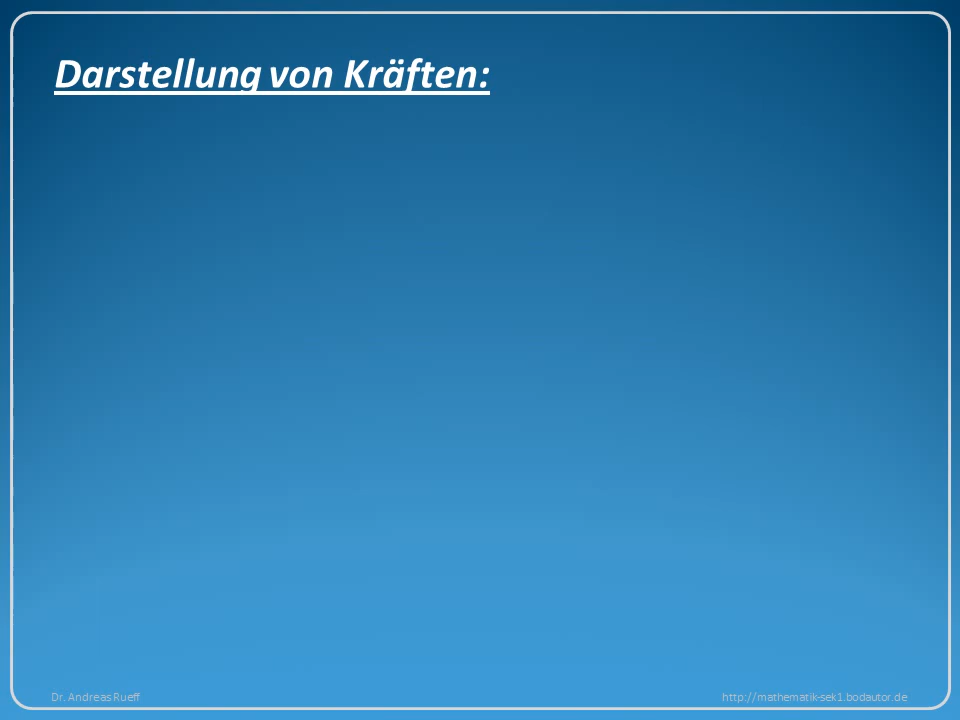 Darstellung von Kräften:
Dr. Andreas Rueff
http://mathematik-sek1.bodautor.de